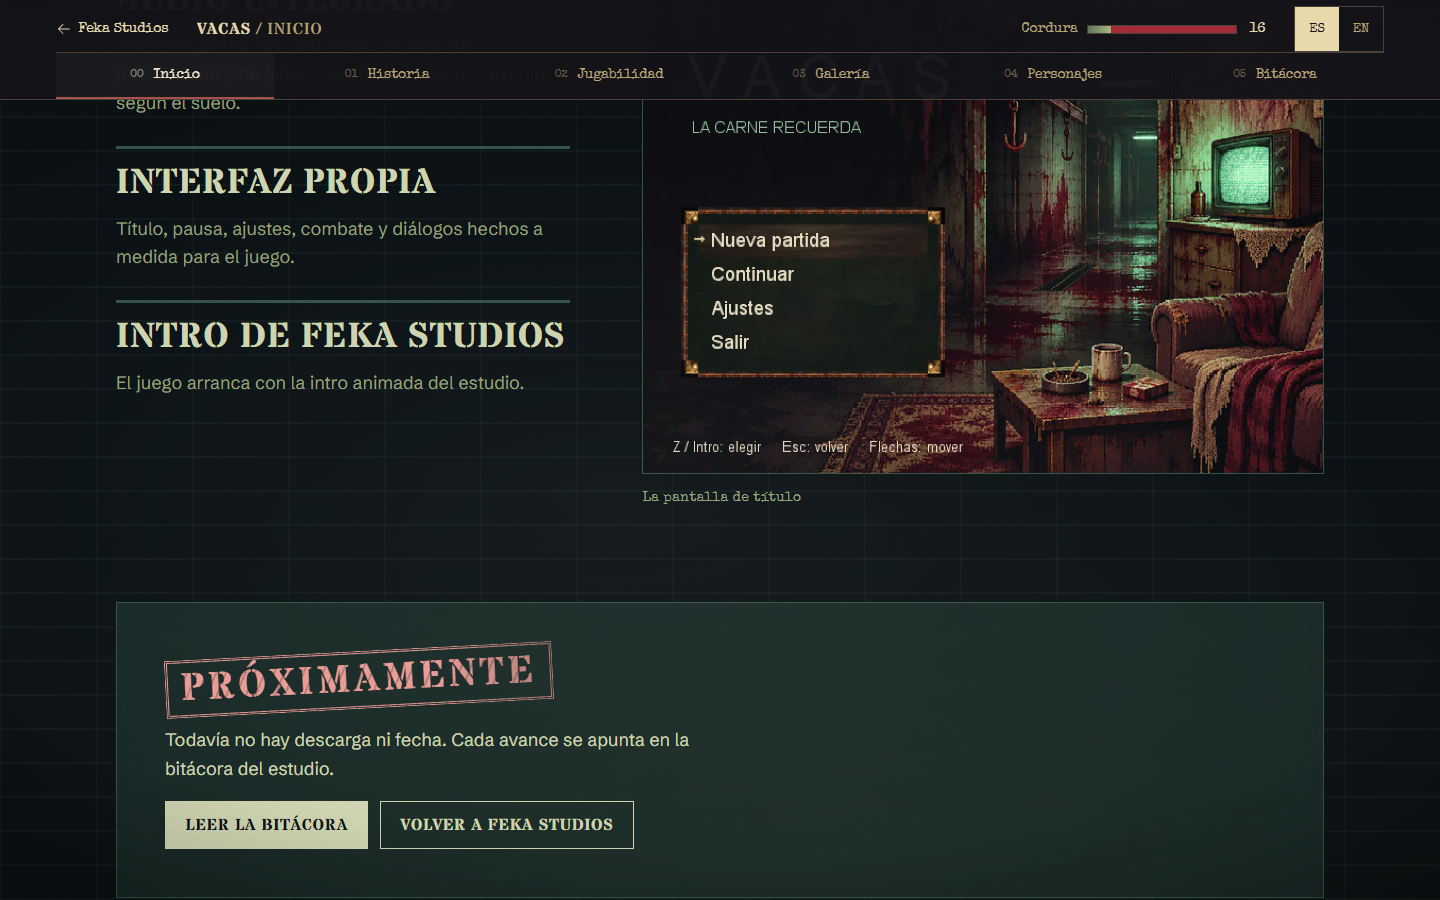 ← Feka Studios VACAS / INICIO Cordura 16 ES EN
00 Inicio 01 Historia 02 Jugabilidad 03 Galería 04 Personajes 05 Bitácora
AUDIO INTEGRADO
según el suelo.
INTERFAZ PROPIA
Título, pausa, ajustes, combate y diálogos hechos a
medida para el juego.
INTRO DE FEKA STUDIOS
El juego arranca con la intro animada del estudio.
VACAS
LA CARNE RECUERDA
→ Nueva partida
Continuar
Ajustes
Salir
Z / Intro: elegir Esc: volver Flechas: mover
La pantalla de título
PRÓXIMAMENTE
Todavía no hay descarga ni fecha. Cada avance se apunta en la
bitácora del estudio.
LEER LA BITÁCORA VOLVER A FEKA STUDIOS